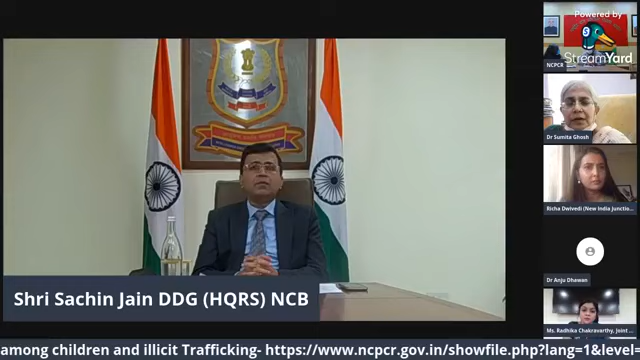 Powered by
StreamYard
NCPCR
Dr Sumita Ghosh
Richa Dwivedi (New India Junctio...
Dr Anju Dhawan
Ms. Radhika Chakravarthy, Joint ...
Shri Sachin Jain DDG (HQRS) NCB
among children and illicit Trafficking- https://www.ncpcr.gov.in/showfile.php?lang=1&level=